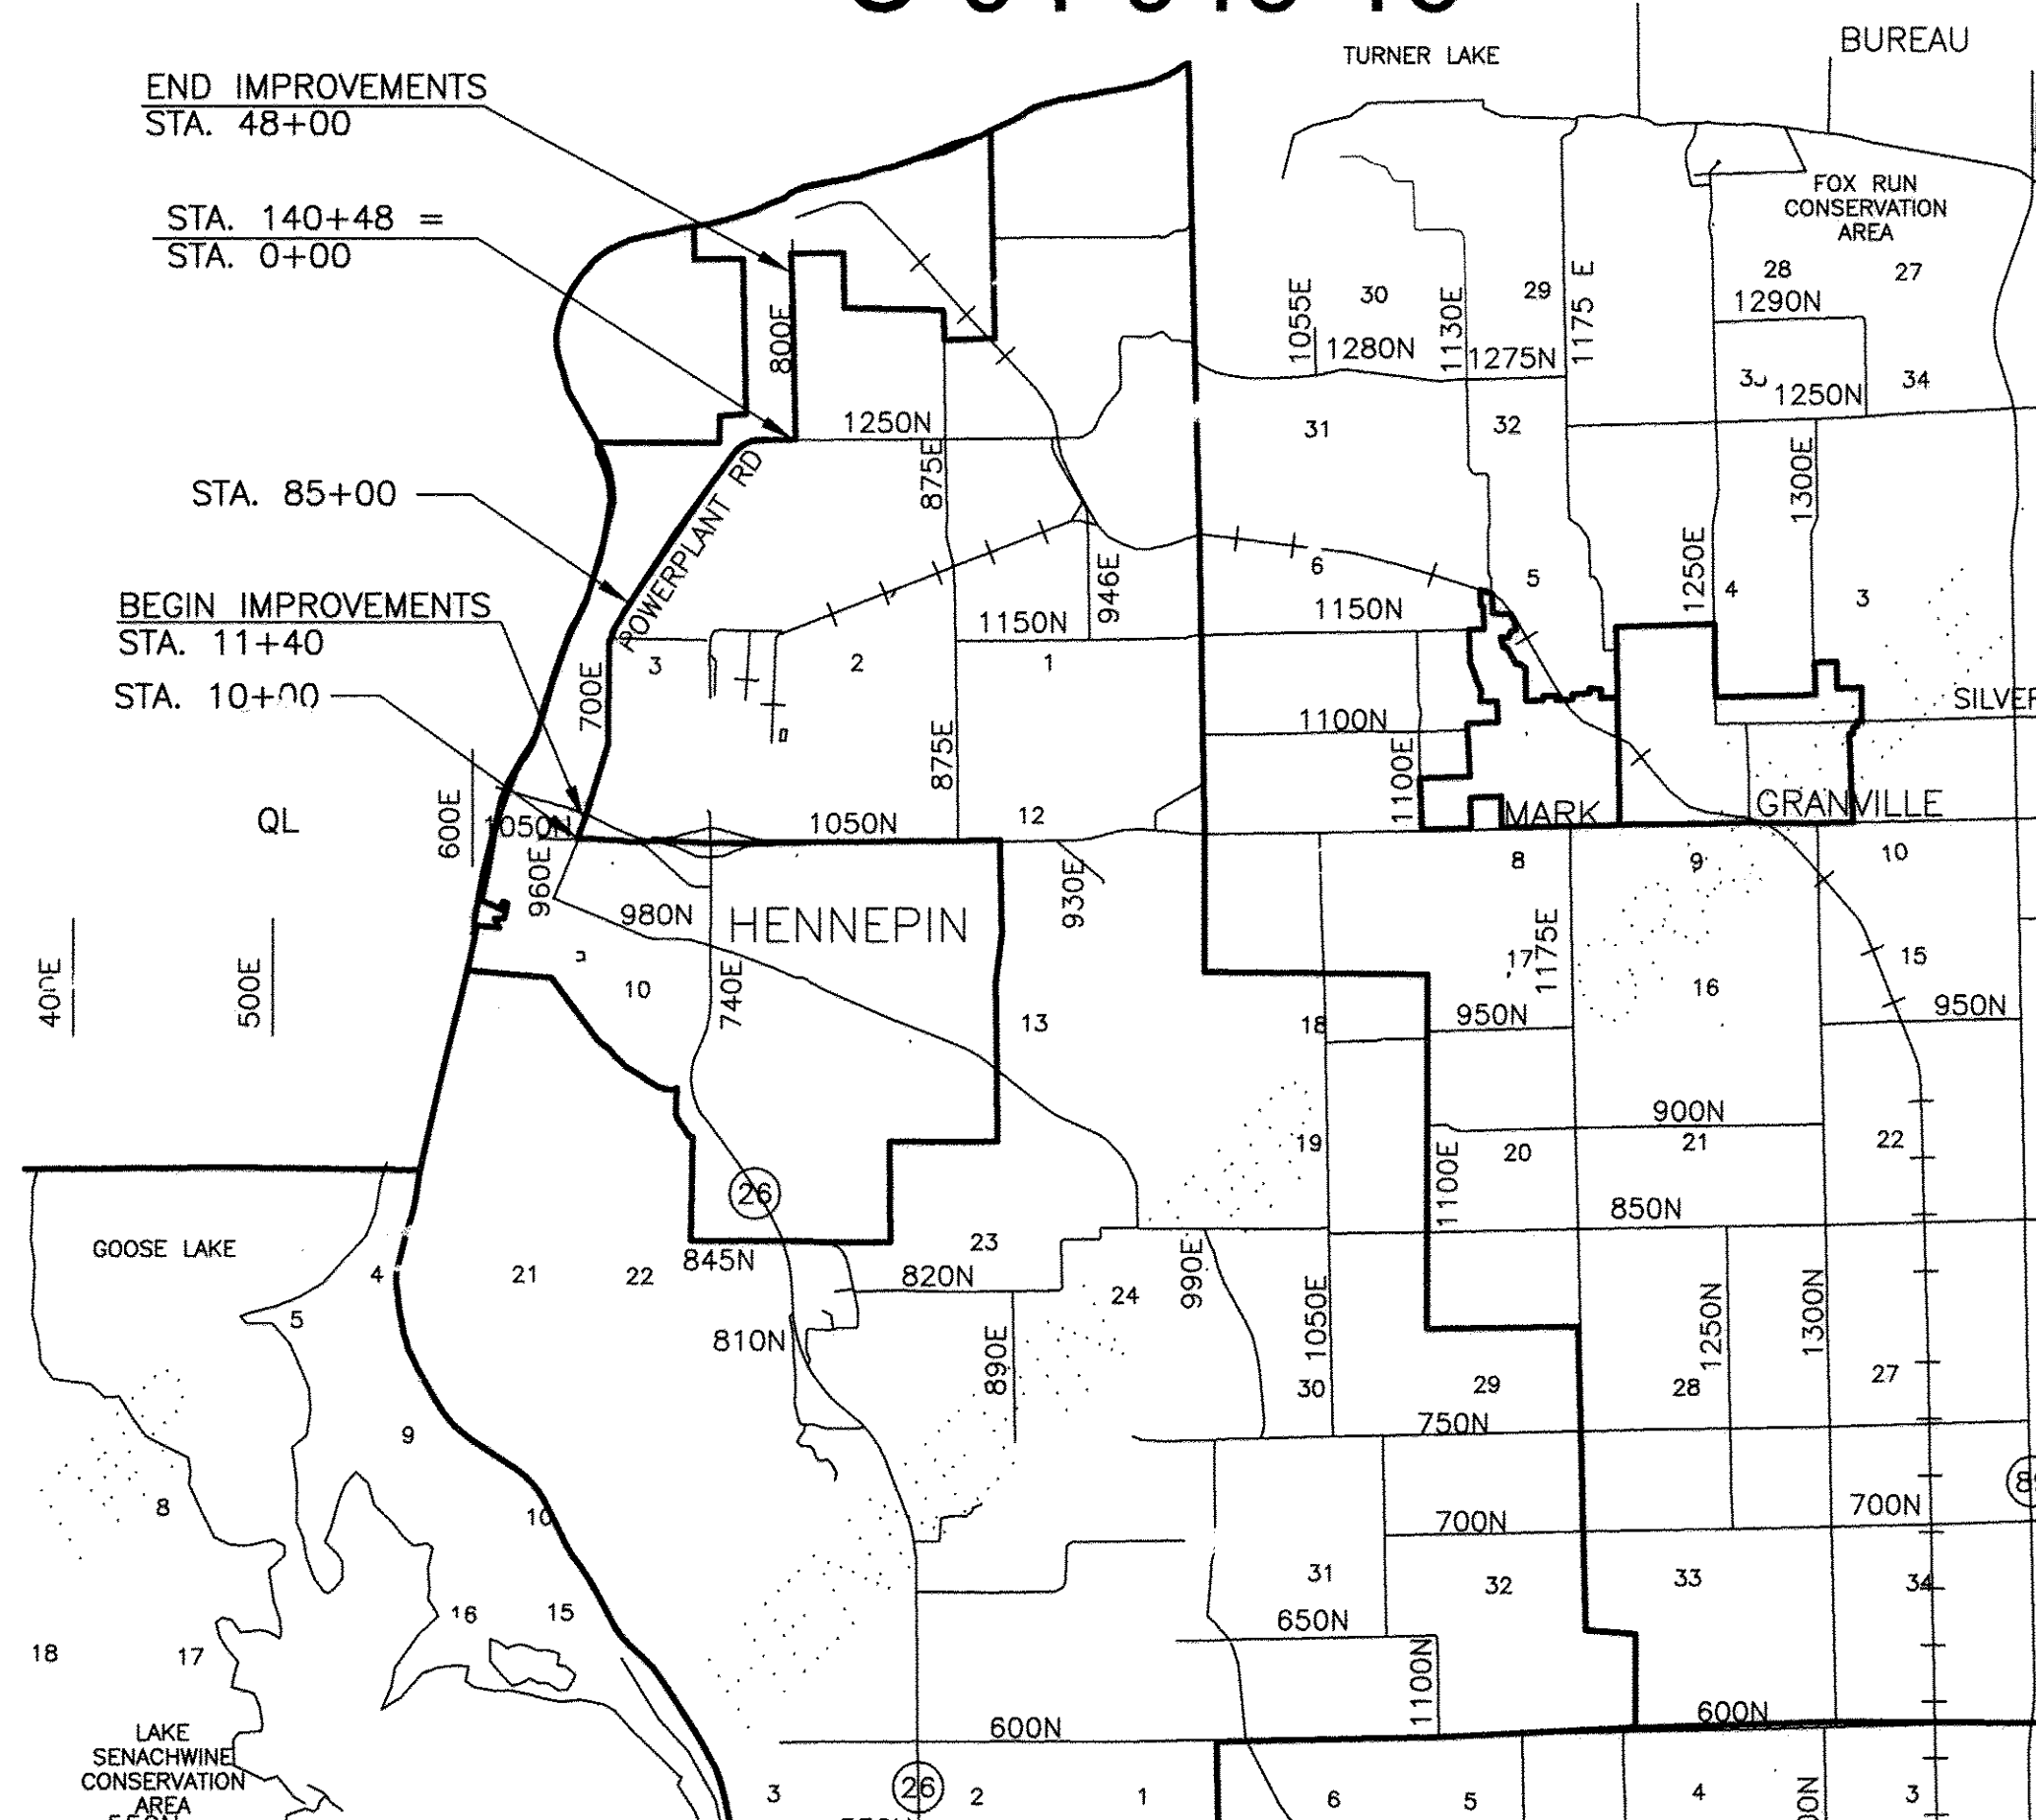 TURNER LAKE
BUREAU
END IMPROVEMENTS
STA. 48+00
STA. 140+48 =
STA. 0+00
FOX RUN
CONSERVATION
AREA
28
27
1290N
1055E
30
1130E
29
1175 E
800E
1280N
1275N
1250N
34
1250N
31
32
875E
1300E
STA. 85+00
POWERPLANT RD
6
5
1250E
4
3
946E
BEGIN IMPROVEMENTS
STA. 11+40
1150N
1150N
3
2
1
STA. 10+00
700E
SILVER
1100N
875E
1100E
QL
600E
1050N
1050N
12
MARK
GRANVILLE
960E
930E
8
9
10
980N
HENNEPIN
1175E
400E
500E
10
740E
13
17
16
15
18
950N
950N
900N
19
1100E
20
21
22
26
850N
GOOSE LAKE
4
21
22
845N
23
820N
990E
24
5
1050E
1250N
1300N
810N
890E
30
29
28
27
9
750N
8
10
700N
700N
31
32
33
34
16
15
650N
18
17
1100N
600N
600N
LAKE
SENACHWINE
CONSERVATION
AREA
3
26
2
1
6
5
4
3